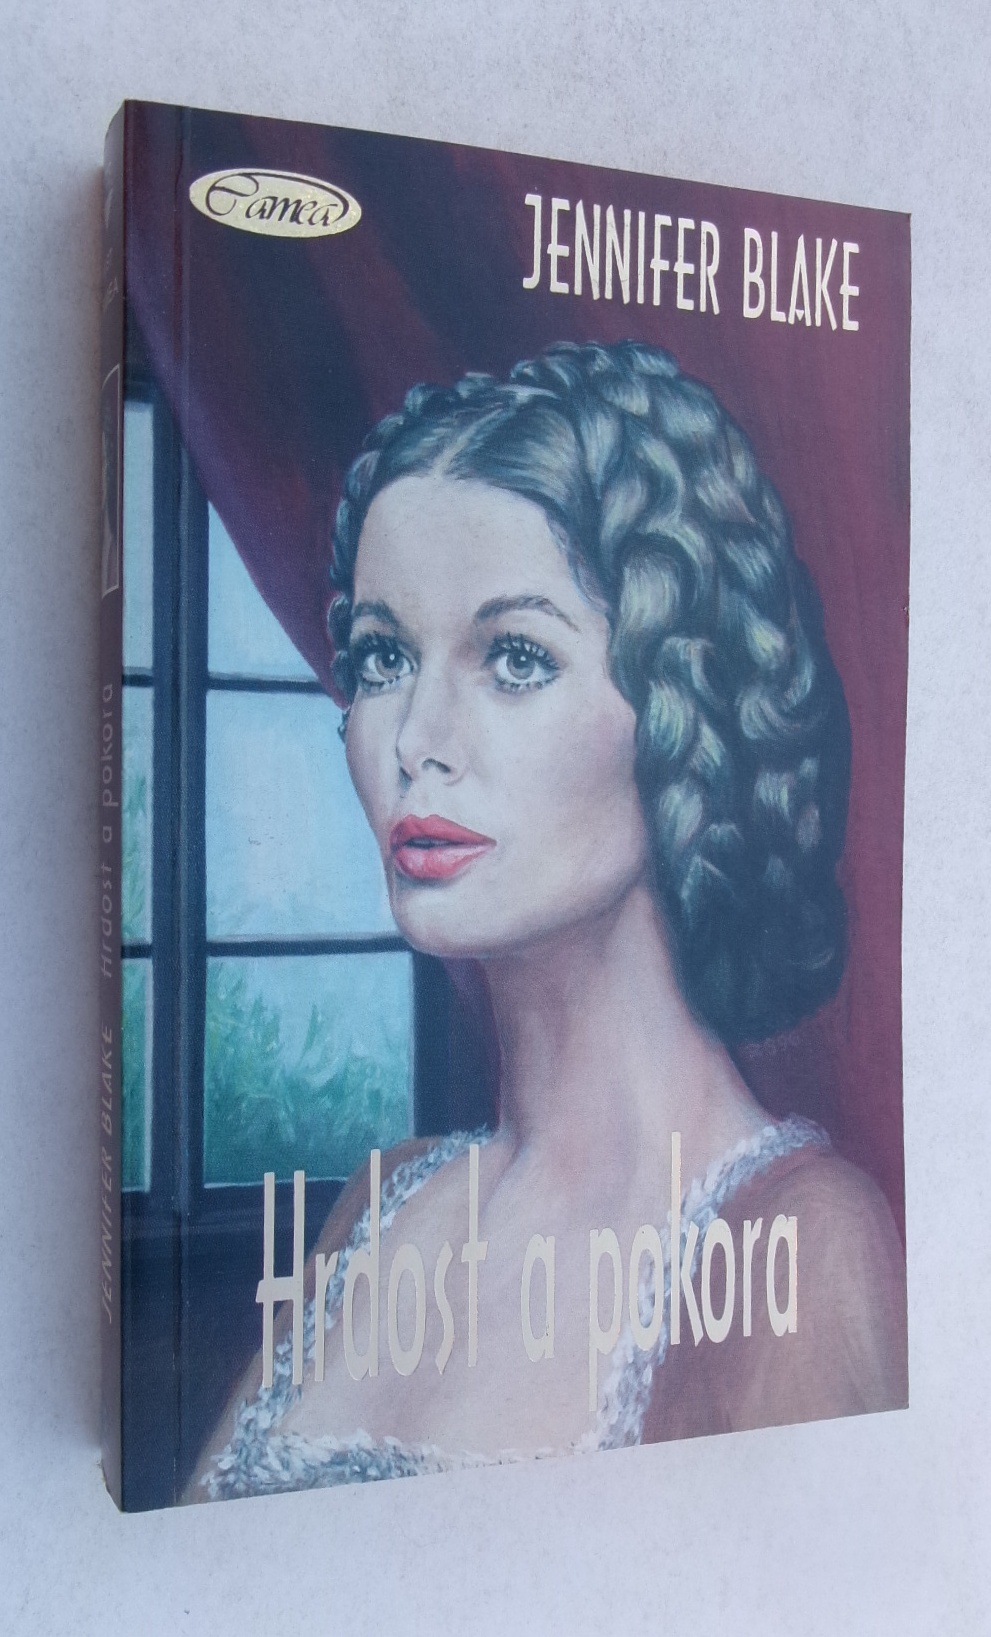 Camea
JENNIFER BLAKE
Hrdost a pokora
JENNIFER BLAKE Hrdost a pokora